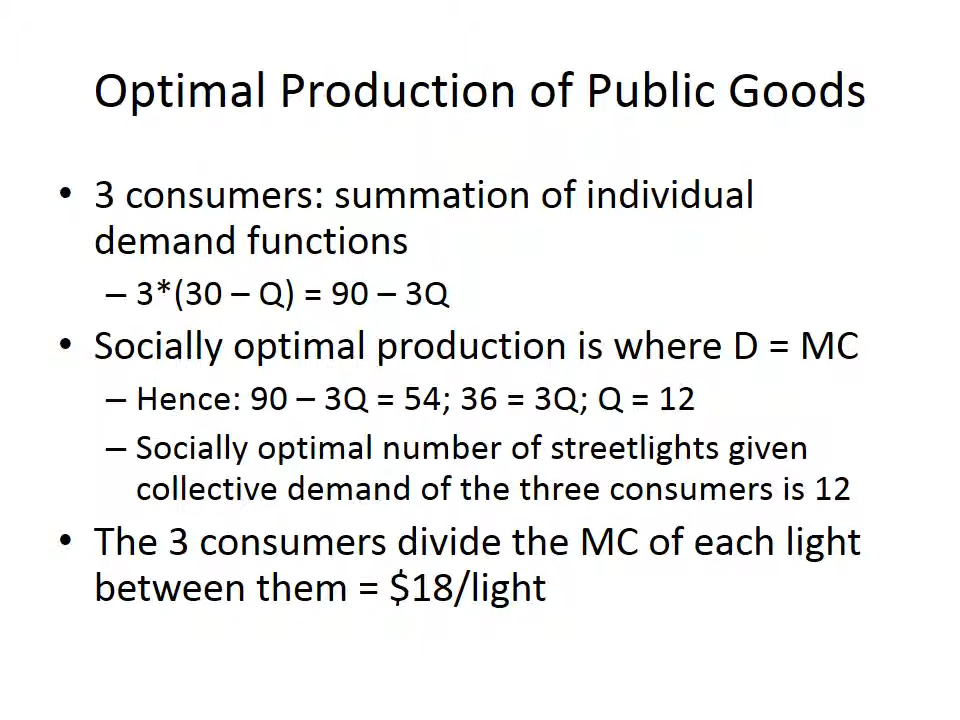 Optimal Production of Public Goods
• 3 consumers: summation of individual
demand functions
– 3*(30 – Q) = 90 – 3Q
• Socially optimal production is where D = MC
– Hence: 90 – 3Q = 54; 36 = 3Q; Q = 12
– Socially optimal number of streetlights given
collective demand of the three consumers is 12
• The 3 consumers divide the MC of each light
between them = $18/light